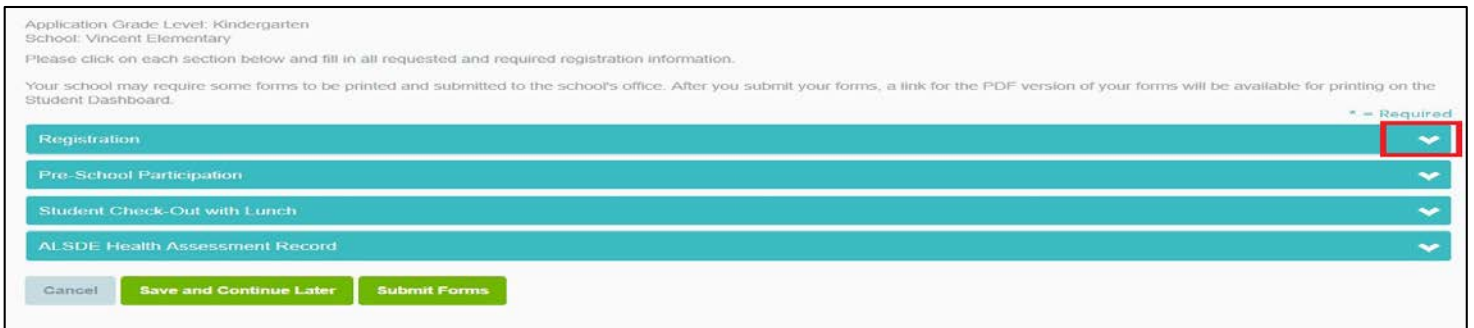 Application Grade Level: Kindergarten
School: Vincent Elementary
Please click on each section below and fill in all requested and required registration information.
Your school may require some forms to be printed and submitted to the school's office. After you submit your forms, a link for the PDF version of your forms will be available for printing on the
Student Dashboard.
* = Required
Registration
Pre-School Participation
Student Check-Out with Lunch
ALSDE Health Assessment Record
Cancel Save and Continue Later Submit Forms